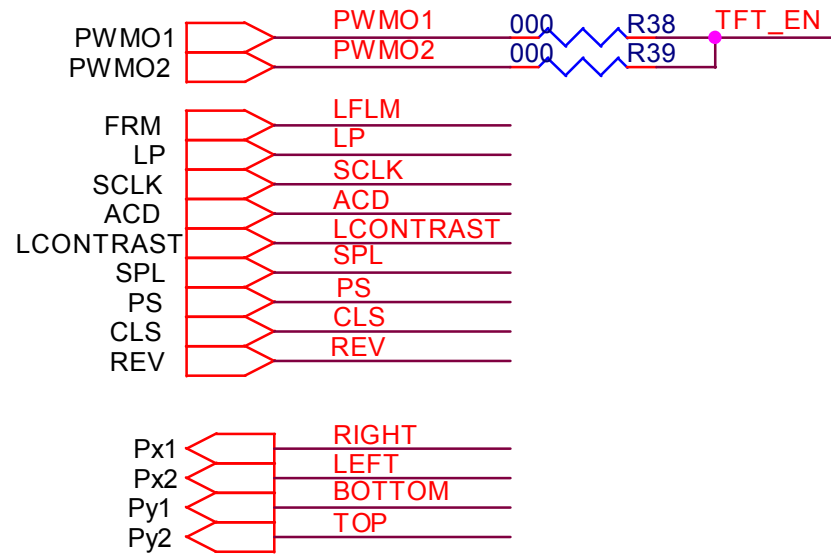 PWMO1 PWMO1 000 R38 TFT_EN
PWMO2 PWMO2 000 R39
FRM LFLM
LP LP
SCLK SCLK
ACD ACD
LCONTRAST LCONTRAST
SPL SPL
PS PS
CLS CLS
REV REV
Px1 RIGHT
Px2 LEFT
Py1 BOTTOM
Py2 TOP